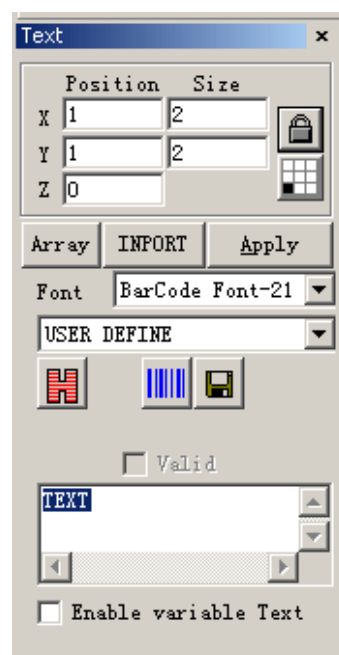 Text
Position Size
X 1 2
Y 1 2
Z 0
Array INPORT Apply
Font BarCode Font-21
USER DEFINE
H
Valid
TEXT
Enable variable Text